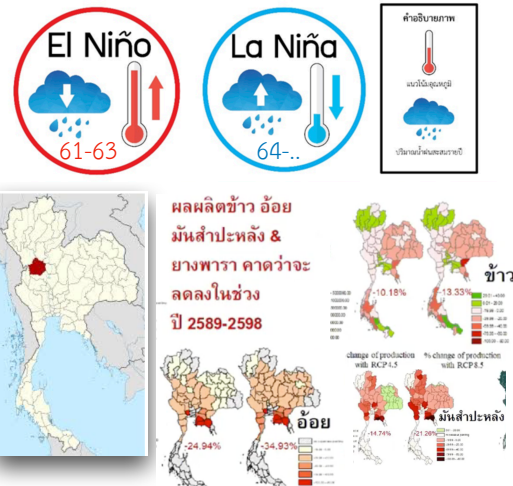 El Niño
61-63
La Niña
64-..
คำอธิบายภาพ
แนวโน้มอุณหภูมิ
ปริมาณน้ำฝนสะสมรายปี
ผลผลิตข้าว อ้อย
มันสำปะหลัง &
ยางพารา คาดว่าจะ
ลดลงในช่วง
ปี 2589-2598
-10.18%
-13.33%
ข้าว
-24.94%
-34.93%
อ้อย
change of production
with RCP4.5
% change of production
with RCP8.5
-14.74%
-21.26%
มันสำปะหลัง